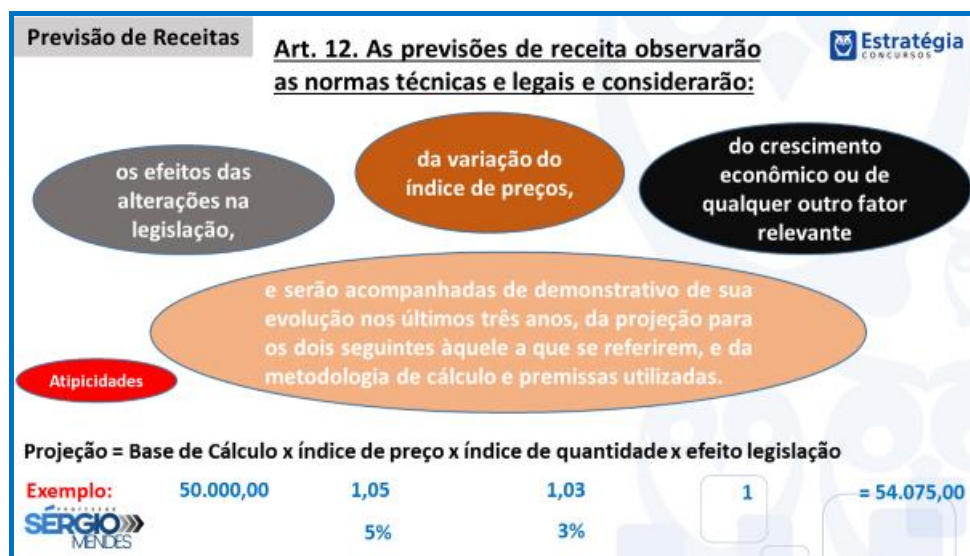 Previsão de Receitas
Art. 12. As previsões de receita observarão
as normas técnicas e legais e considerarão:
Estratégia
CONCURSOS
os efeitos das
alterações na
legislação,
da variação do
índice de preços,
do crescimento
econômico ou de
qualquer outro fator
relevante
e serão acompanhadas de demonstrativo de sua
evolução nos últimos três anos, da projeção para
os dois seguintes àquele a que se referirem, e da
metodologia de cálculo e premissas utilizadas.
Atipicidades
Projeção = Base de Cálculo x índice de preço x índice de quantidade x efeito legislação
Exemplo: 50.000,00 1,05 1,03 1 = 54.075,00
PROFESSOR
SÉRGIO
MENDES
5% 3%